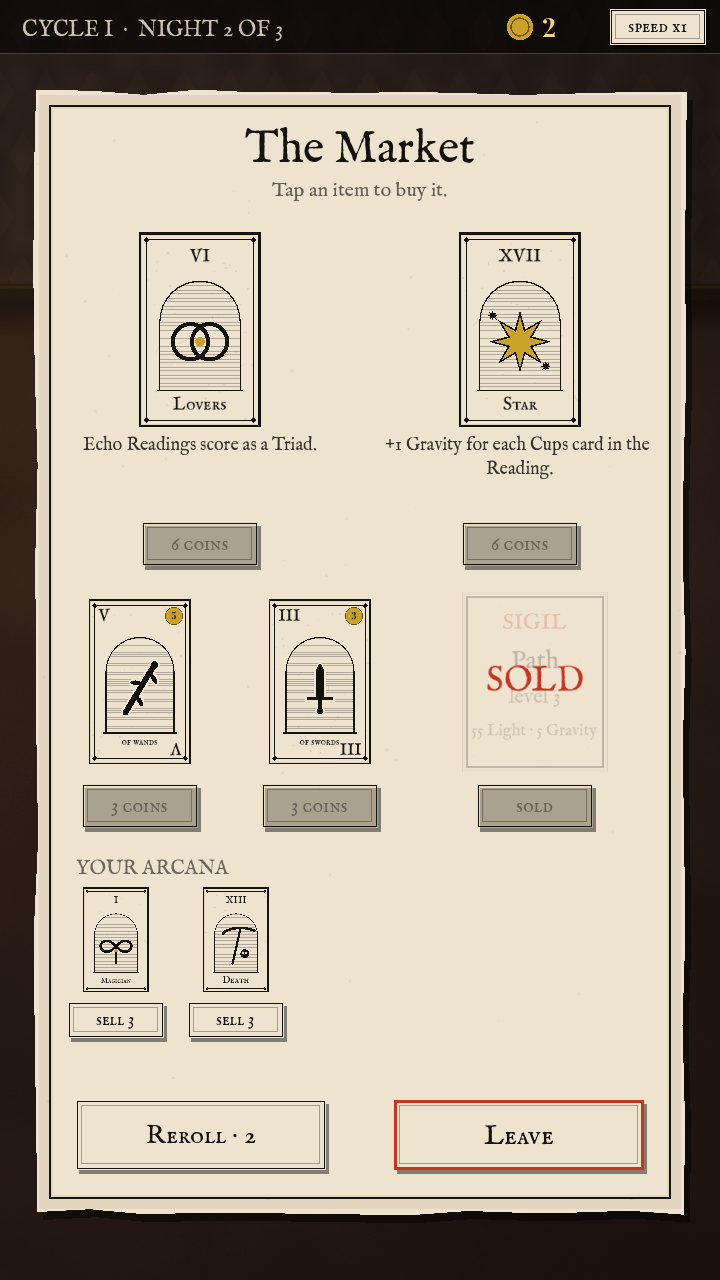 CYCLE I · NIGHT 2 OF 3
2
SPEED X1
The Market
Tap an item to buy it.
VI
LOVERS
Echo Readings score as a Triad.
6 COINS
XVII
STAR
+1 Gravity for each Cups card in the
Reading.
6 COINS
V
5
OF WANDS
V
3 COINS
III
3
OF SWORDS
III
3 COINS
SIGIL
Path
SOLD
level 3
55 Light · 5 Gravity
SOLD
YOUR ARCANA
I
MAGICIAN
SELL 3
XIII
DEATH
SELL 3
REROLL · 2
LEAVE